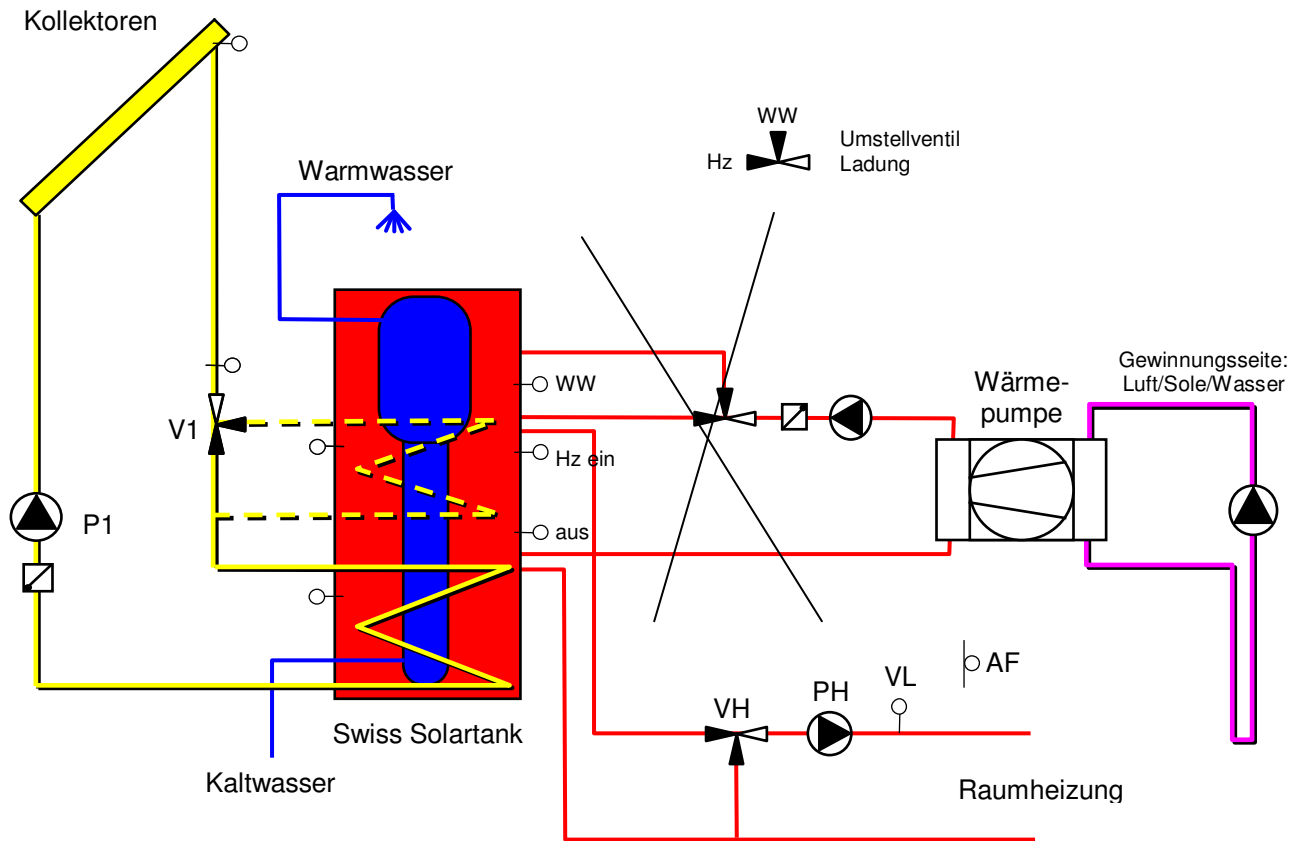 Kollektoren
WW
Hz
Umstellventil
Ladung
Warmwasser
Gewinnungsseite:
Luft/Sole/Wasser
Wärme-
pumpe
WW
V1
Hz ein
P1
aus
AF
VL
PH
VH
Swiss Solartank
Kaltwasser
Raumheizung